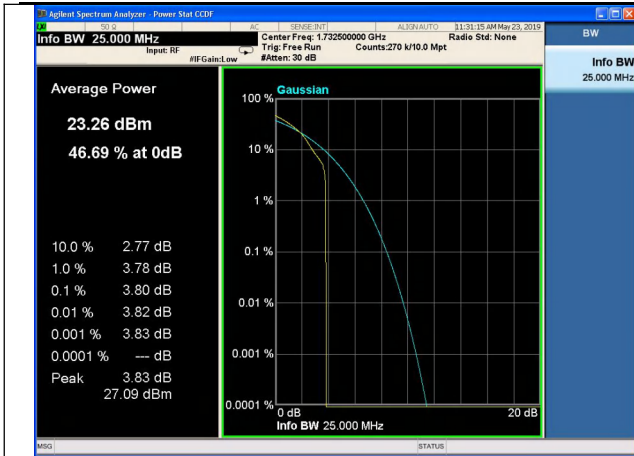 Agilent Spectrum Analyzer - Power Stat CCDF
50 Ω AC SENSE:INT ALIGN AUTO 11:31:15 AM May 23, 2019
Info BW 25.000 MHz Center Freq: 1.732500000 GHz Radio Std: None
Input: RF Trig: Free Run Counts:270 k/10.0 Mpt
#IFGain:Low #Atten: 30 dB
BW
Info BW
25.000 MHz
Average Power
23.26 dBm
46.69 % at 0dB
10.0 % 2.77 dB
1.0 % 3.78 dB
0.1 % 3.80 dB
0.01 % 3.82 dB
0.001 % 3.83 dB
0.0001 % --- dB
Peak 3.83 dB
27.09 dBm
Gaussian
100 %
10 %
1 %
0.1 %
0.01 %
0.001 %
0.0001 %
0 dB 20 dB
Info BW 25.000 MHz
MSG STATUS